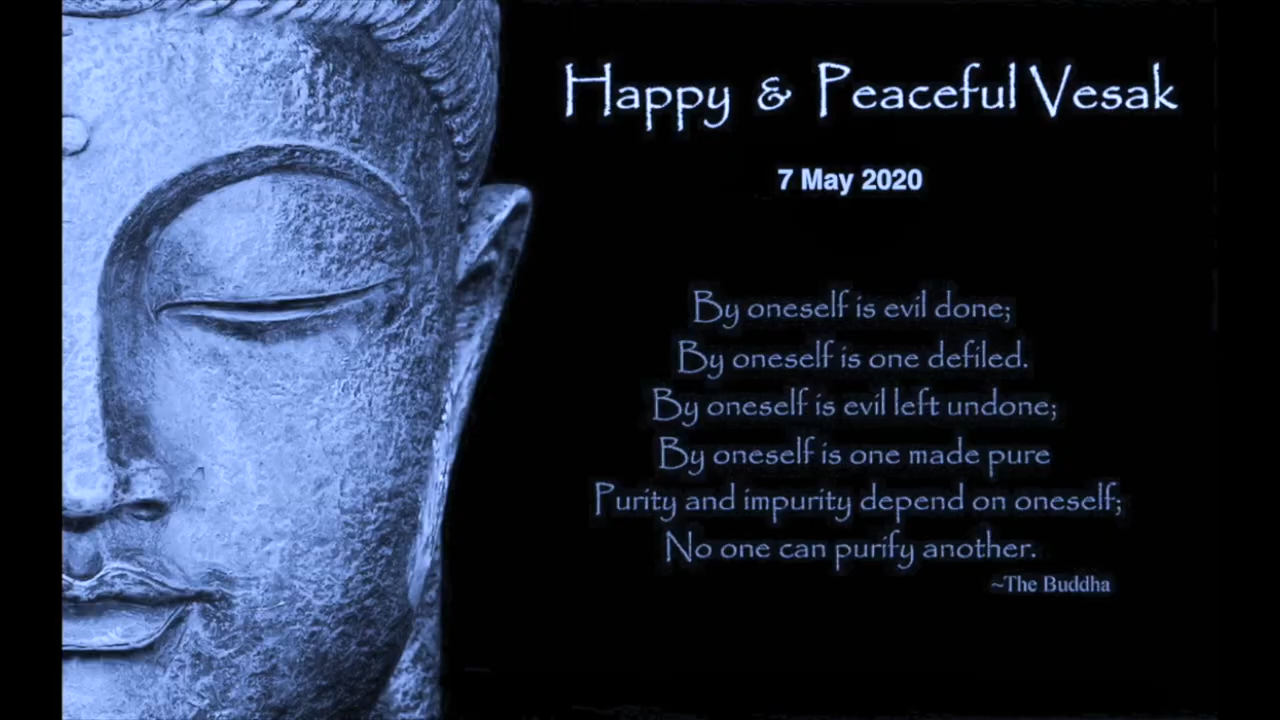 Happy & Peaceful Vesak
7 May 2020
By oneself is evil done;
By oneself is one defiled.
By oneself is evil left undone;
By oneself is one made pure
Purity and impurity depend on oneself;
No one can purify another.
~The Buddha